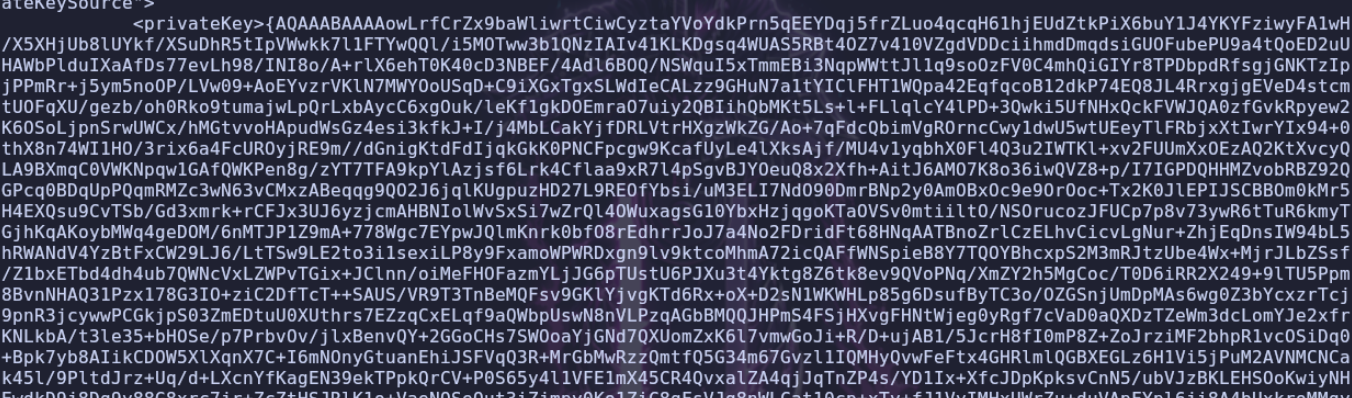 ateKeySource">
<privateKey>{AQAAABAAAAowLrfCrZx9baWliwrtCiwCyztaYVoYdkPrn5qEEYDqj5frZLuo4qcqH61hjEUdZtkPiX6buY1J4YKYFziwyFA1wH
/X5XHjUb8lUYkf/XSuDhR5tIpVWwkk7l1FTYwQQl/i5MOTww3b1QNzIAIv41KLKDgsq4WUAS5RBt4OZ7v410VZgdVDDciihmdDmqdsiGUOFubePU9a4tQoED2uU
HAWbPlduIXaAfDs77evLh98/INI8o/A+rlX6ehT0K40cD3NBEF/4Adl6BOQ/NSWquI5xTmmEBi3NqpWWttJl1q9soOzFV0C4mhQiGIYr8TPDbpdRfsgjGNKTzIp
jPPmRr+j5ym5noOP/LVw09+AoEYvzrVKlN7MWYOoUSqD+C9iXGxTgxSLWdIeCALzz9GHuN7a1tYIClFHT1WQpa42EqfqcoB12dkP74EQ8JL4RrxgjgEVeD4stcm
tUOFqXU/gezb/oh0Rko9tumajwLpQrLxbAycC6xgOuk/leKf1gkDOEmraO7uiy2QBIihQbMKt5Ls+l+FLlqlcY4lPD+3Qwki5UfNHxQckFVWJQA0zfGvkRpyew2
K6OSoLjpnSrwUWCx/hMGtvvoHApudWsGz4esi3kfkJ+I/j4MbLCakYjfDRLVtrHXgzWkZG/Ao+7qFqcQbimVgROrncCwy1dwU5wtUEeyTlFRbjxXtIwrYIx94+0
thX8n74WI1HO/3rix6a4FcUROyjRE9m//dGnigKtdFdIjqkGkK0PNCFpcgw9KcafUyLe4lXksAjf/MU4v1yqbhX0Fl4Q3u2IWTKl+xv2FUUmXxOEzAQ2KtXvcyQ
LA9BXmqC0VWKNpqw1GAfQWKPen8g/zYT7TFA9kpYlAzjsf6Lrk4Cflaa9xR7l4pSgvBJYOeuQ8x2Xfh+AitJ6AMO7K8o36iwQVZ8+p/I7IGPDQHHMZvobRBZ92Q
GPcq0BDqUpPQqmRMZc3wN63vCMxzABeqqg9QO2J6jqlKUgpuzHD27L9REOfYbsi/uM3ELI7NdO90DmrBNp2y0AmOBxOc9e9OrOoc+Tx2K0JlEPIJSCBBOm0kMr5
H4EXQsu9CvTSb/Gd3xmrk+rCFJx3UJ6yzjcmAHBNIolWvSxSi7wZrQl4OWuxagsG10YbxHzjqgoKTaOVSv0mtiiltO/NSOrucozJFUCp7p8v73ywR6tTuR6kmyT
GjhKqAKoybMWq4geDOM/6nMTJP1Z9mA+778Wgc7EYpwJQlmKnrk0bfO8rEdhrrJoJ7a4No2FDridFt68HNqAATBnoZrlCzELhvCicvLgNur+ZhjEqDnsIW94bL5
hRWANdV4YzBtFxCW29LJ6/LtTSw9LE2to3i1sexiLP8y9FxamoWPWRDxgn9lv9ktcoMhmA72icQAFfWNSpieB8Y7TQOYBhcxpS2M3mRJtzUbe4Wx+MjrJLbZSsf
/Z1bxETbd4dh4ub7QWNcVxLZWPvTGix+JClnn/oiMeFHOFazmYLjJG6pTUstU6PJXu3t4Yktg8Z6tk8ev9QVoPNq/XmZY2h5MgCoc/T0D6iRR2X249+9lTU5Ppm
8BvnNHAQ31Pzx178G3IO+ziC2DfTcT++SAUS/VR9T3TnBeMQFsv9GKlYjvgKTd6Rx+oX+D2sN1WKWHLp85g6DsufByTC3o/OZGSnjUmDpMAs6wg0Z3bYcxzrTcj
9pnR3jcywwPCGkjpS03ZmEDtuU0XUthrs7EZzqCxELqf9aQWbpUswN8nVLPzqAGbBMQQJHPmS4FSjHXvgFHNtWjeg0yRgf7cVaD0aQXDzTZeWm3dcLomYJe2xfr
KNLkbA/t3le35+bHOSe/p7PrbvOv/jlxBenvQY+2GGoCHs7SWOoaYjGNd7QXUomZxK6l7vmwGoJi+R/D+ujAB1/5JcrH8fI0mP8Z+ZoJrziMF2bhpR1vcOSiDq0
+Bpk7yb8AIikCDOW5XlXqnX7C+I6mNOnyGtuanEhiJSFVqQ3R+MrGbMwRzzQmtfQ5G34m67Gvzl1IQMHyQvwFeFtx4GHRlmlQGBXEGLz6H1Vi5jPuM2AVNMCNCa
k45l/9PltdJrz+Uq/d+LXcnYfKagEN39ekTPpkQrCV+P0S65y4l1VFE1mX45CR4QvxalZA4qjJqTnZP4s/YD1Ix+XfcJDpKpksvCnN5/ubVJzBKLEHSOoKwiyNH